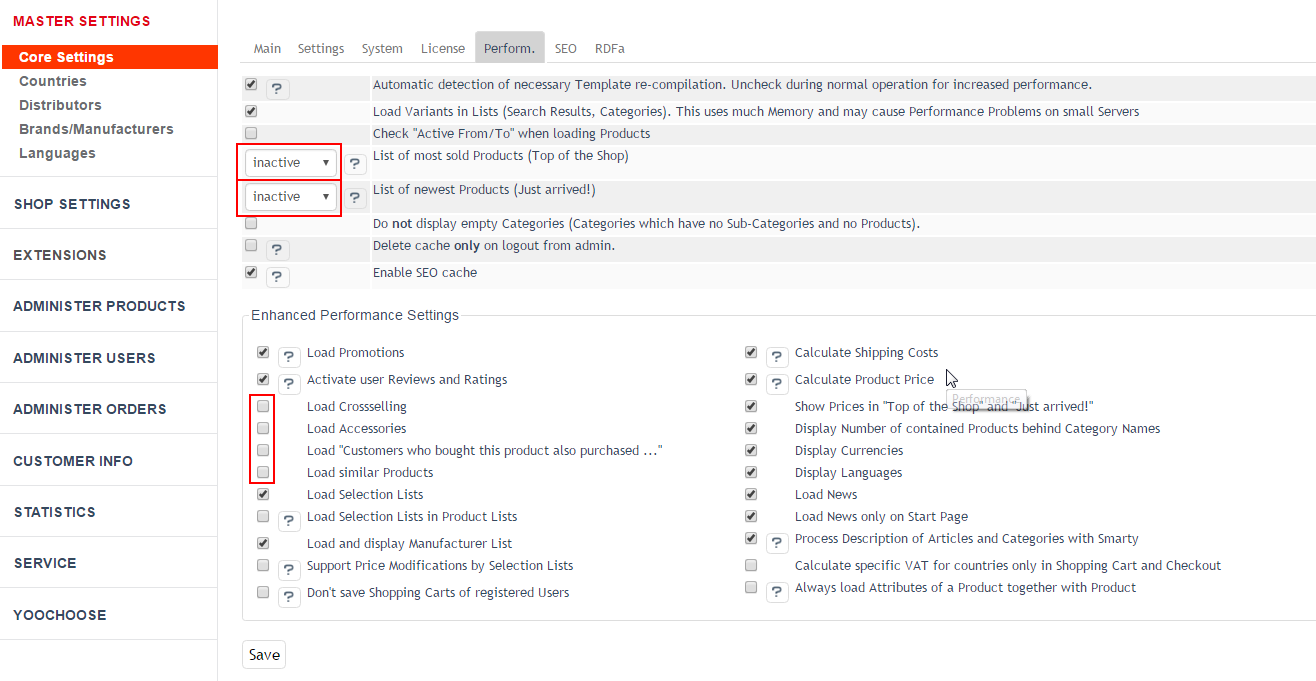 MASTER SETTINGS
Core Settings
Countries
Distributors
Brands/Manufacturers
Languages
SHOP SETTINGS
EXTENSIONS
ADMINISTER PRODUCTS
ADMINISTER USERS
ADMINISTER ORDERS
CUSTOMER INFO
STATISTICS
SERVICE
YOOCHOOSE
Main Settings System License Perform. SEO RDFa
? Automatic detection of necessary Template re-compilation. Uncheck during normal operation for increased performance.
Load Variants in Lists (Search Results, Categories). This uses much Memory and may cause Performance Problems on small Servers
Check "Active From/To" when loading Products
inactive ? List of most sold Products (Top of the Shop)
inactive ? List of newest Products (Just arrived!)
Do not display empty Categories (Categories which have no Sub-Categories and no Products).
? Delete cache only on logout from admin.
? Enable SEO cache
Enhanced Performance Settings
? Load Promotions
? Activate user Reviews and Ratings
Load Crossselling
Load Accessories
Load "Customers who bought this product also purchased ..."
Load similar Products
Load Selection Lists
? Load Selection Lists in Product Lists
Load and display Manufacturer List
? Support Price Modifications by Selection Lists
? Don't save Shopping Carts of registered Users
? Calculate Shipping Costs
? Calculate Product Price
Performance
Show Prices in "Top of the Shop" and "Just arrived!"
Display Number of contained Products behind Category Names
Display Currencies
Display Languages
Load News
Load News only on Start Page
? Process Description of Articles and Categories with Smarty
Calculate specific VAT for countries only in Shopping Cart and Checkout
? Always load Attributes of a Product together with Product
Save